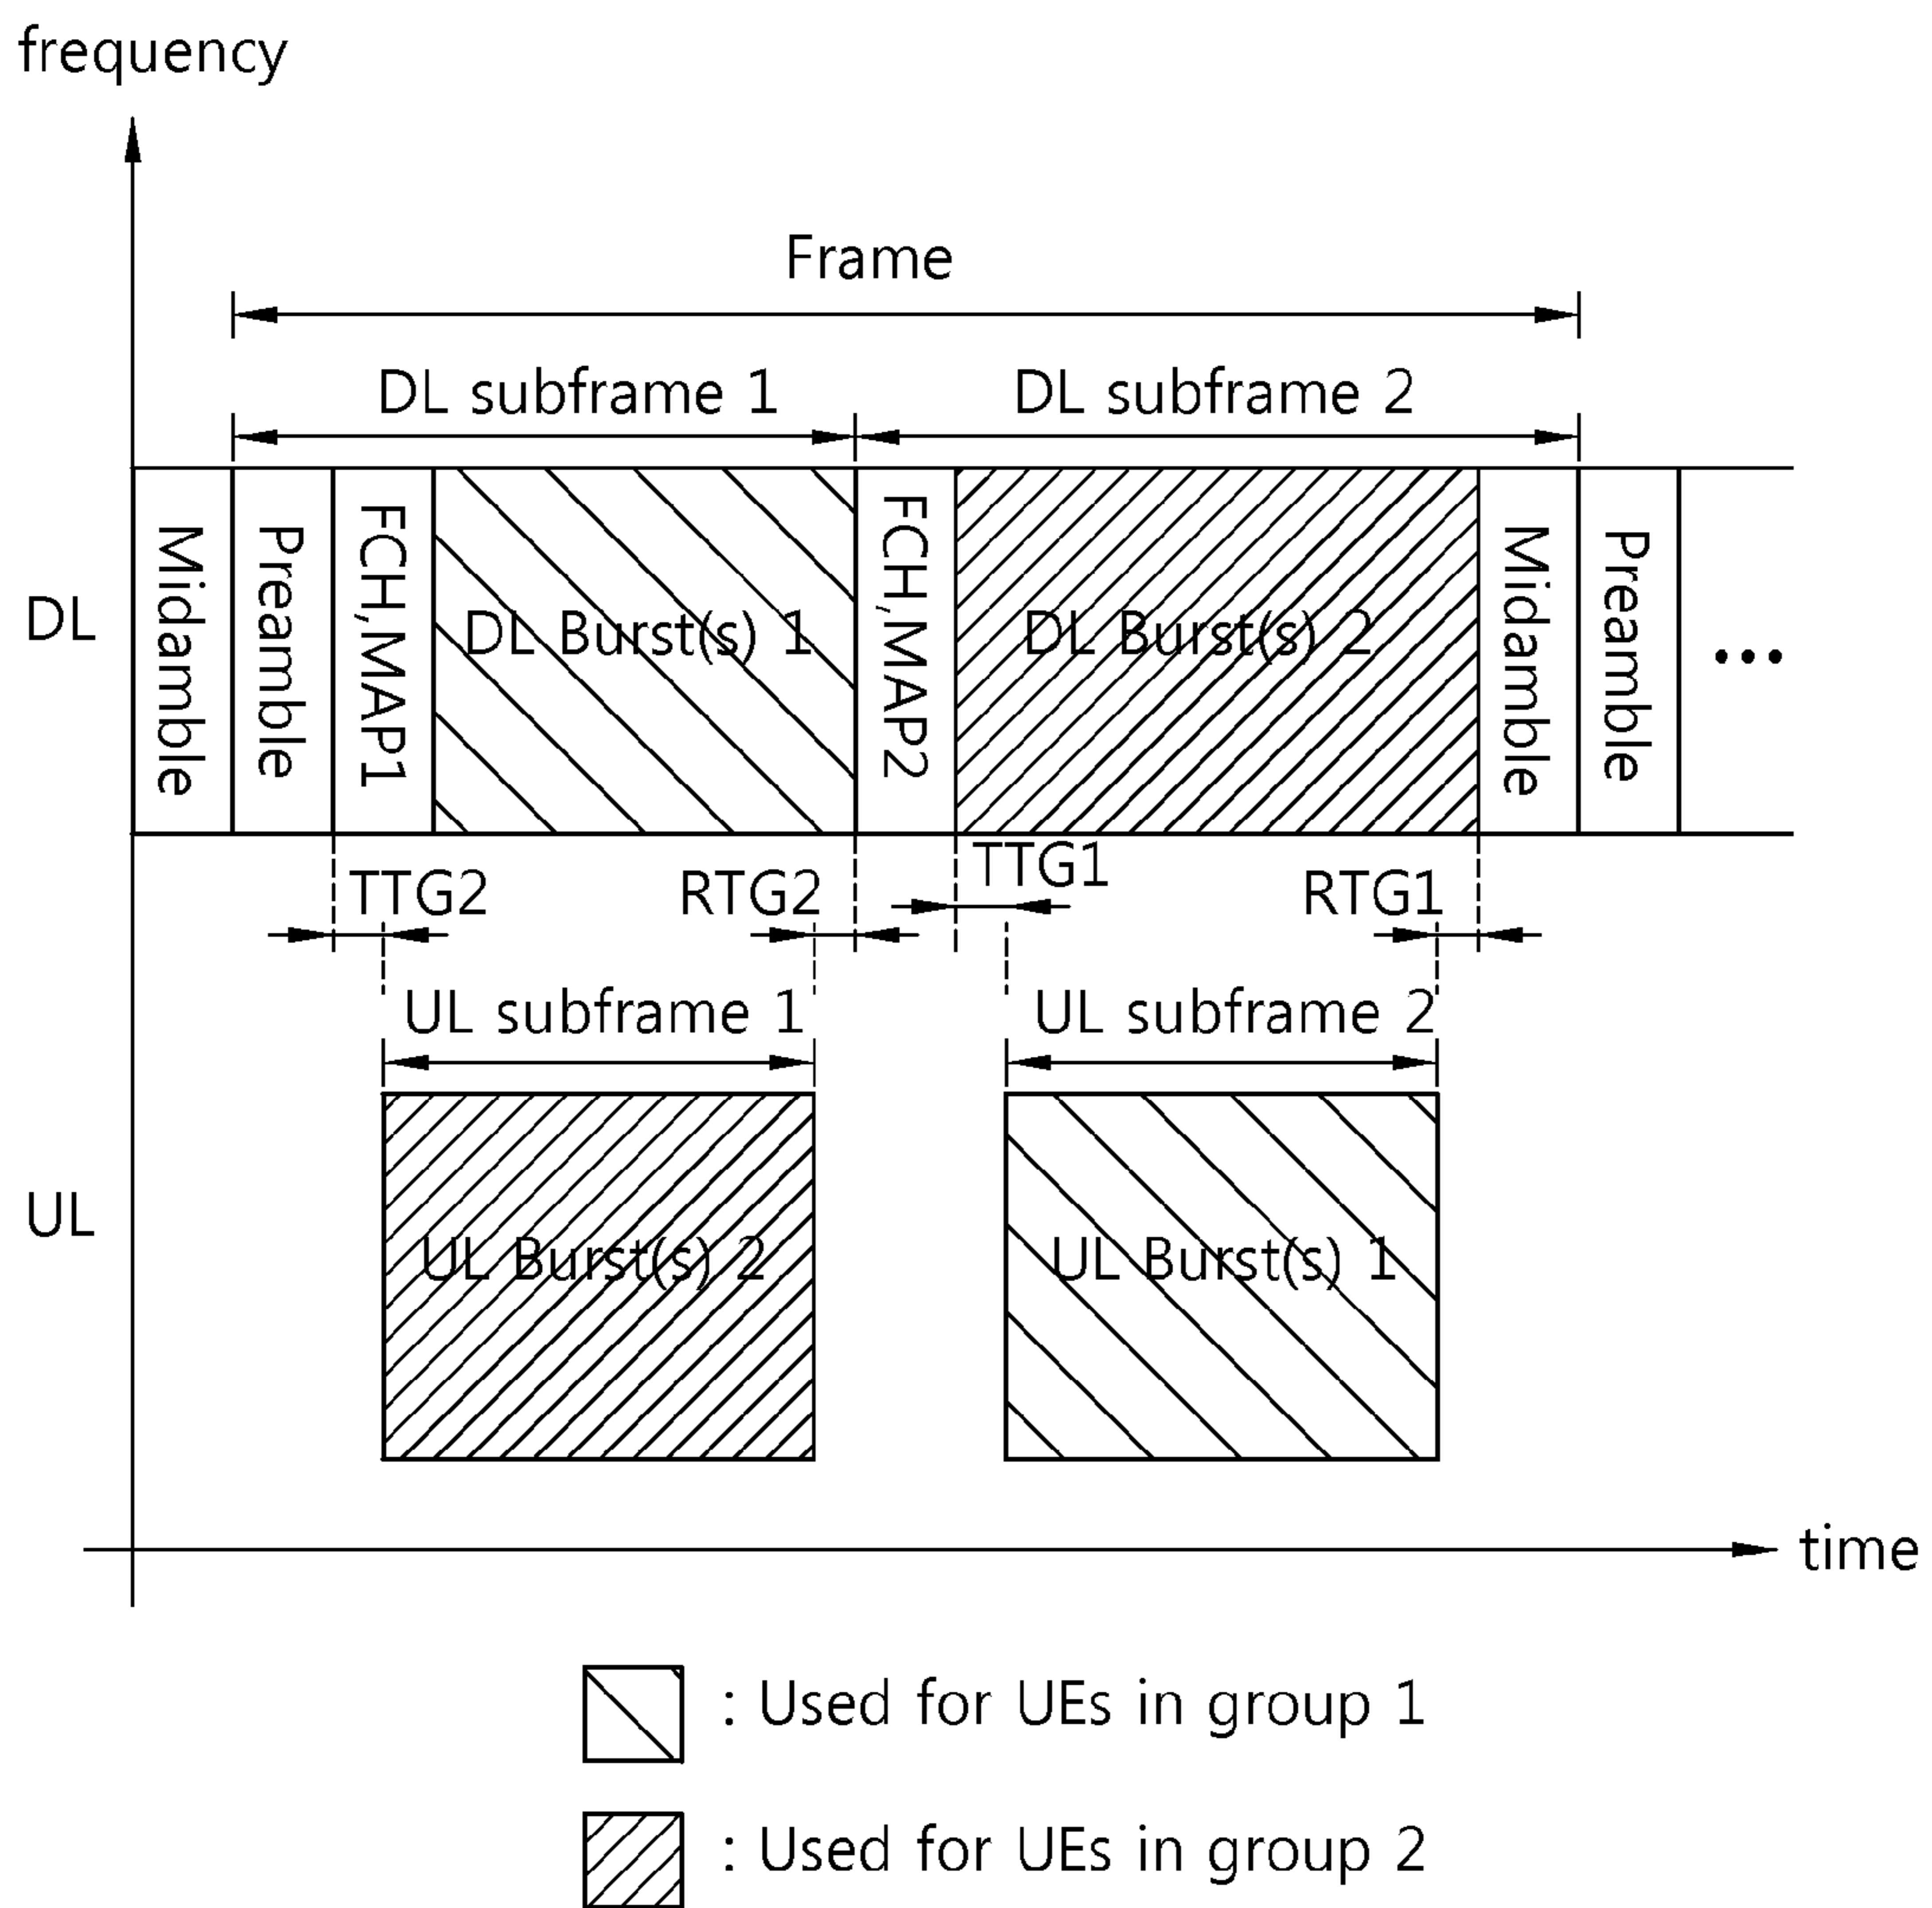 frequency
Frame
DL subframe 1
DL subframe 2
DL
Midamble
Preamble
FCH,MAP1
DL Burst(s) 1
FCH,MAP2
DL Burst(s) 2
Midamble
Preamble
•••
TTG2
RTG2
TTG1
RTG1
UL subframe 1
UL subframe 2
UL
UL Burst(s) 2
UL Burst(s) 1
time
: Used for UEs in group 1
: Used for UEs in group 2